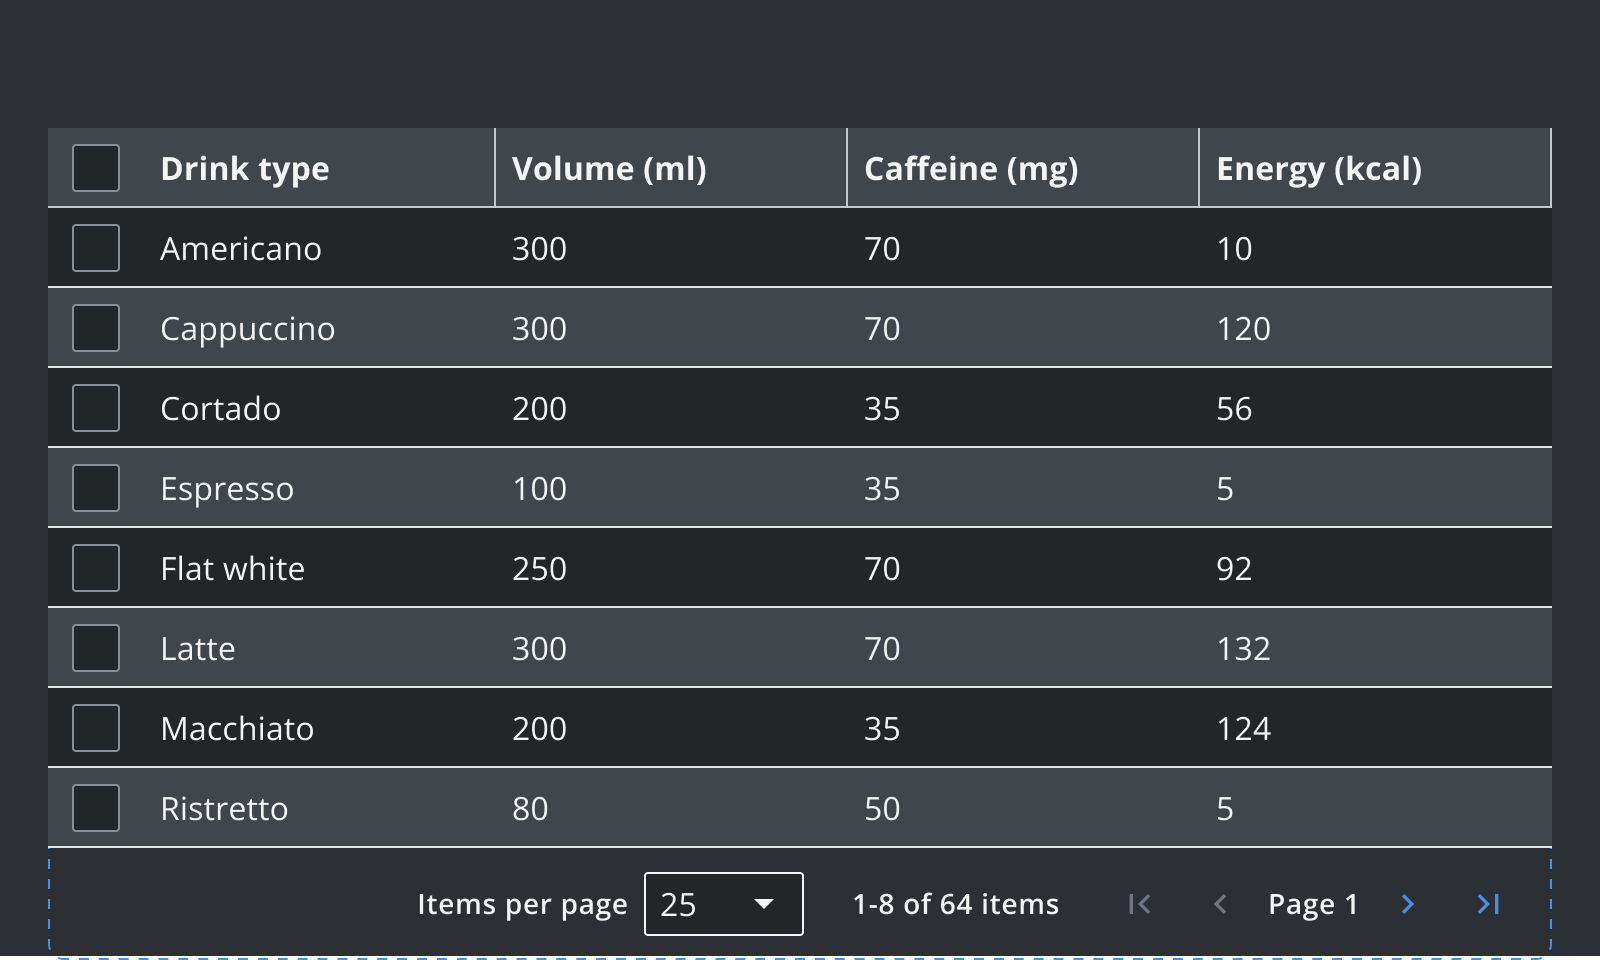 Drink type Volume (ml) Caffeine (mg) Energy (kcal)
Americano 300 70 10
Cappuccino 300 70 120
Cortado 200 35 56
Espresso 100 35 5
Flat white 250 70 92
Latte 300 70 132
Macchiato 200 35 124
Ristretto 80 50 5
Items per page 25 1-8 of 64 items Page 1